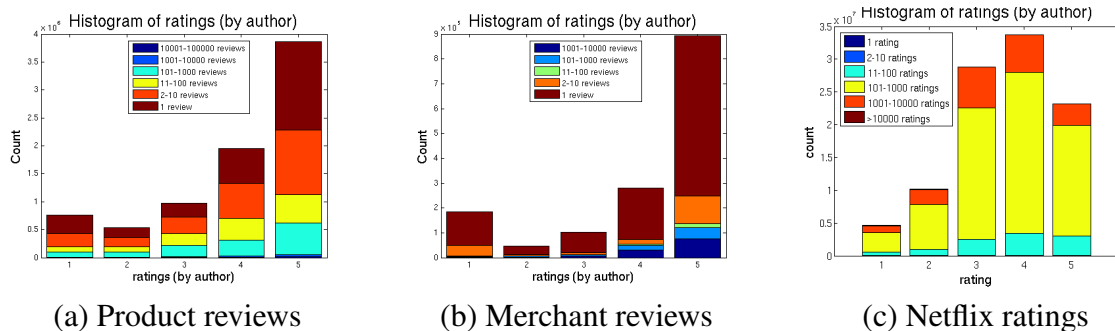 Histogram of ratings (by author)
x 10^6
4
3.5
3
2.5
2
1.5
1
0.5
0
Count
10001-100000 reviews
1001-10000 reviews
101-1000 reviews
11-100 reviews
2-10 reviews
1 review
1 2 3 4 5
ratings (by author)
(a) Product reviews
Histogram of ratings (by author)
x 10^5
9
8
7
6
5
4
3
2
1
0
Count
1001-10000 reviews
101-1000 reviews
11-100 reviews
2-10 reviews
1 review
1 2 3 4 5
ratings (by author)
(b) Merchant reviews
Histogram of ratings (by author)
x 10^7
3.5
3
2.5
2
1.5
1
0.5
0
count
1 rating
2-10 ratings
11-100 ratings
101-1000 ratings
1001-10000 ratings
>10000 ratings
1 2 3 4 5
rating
(c) Netflix ratings